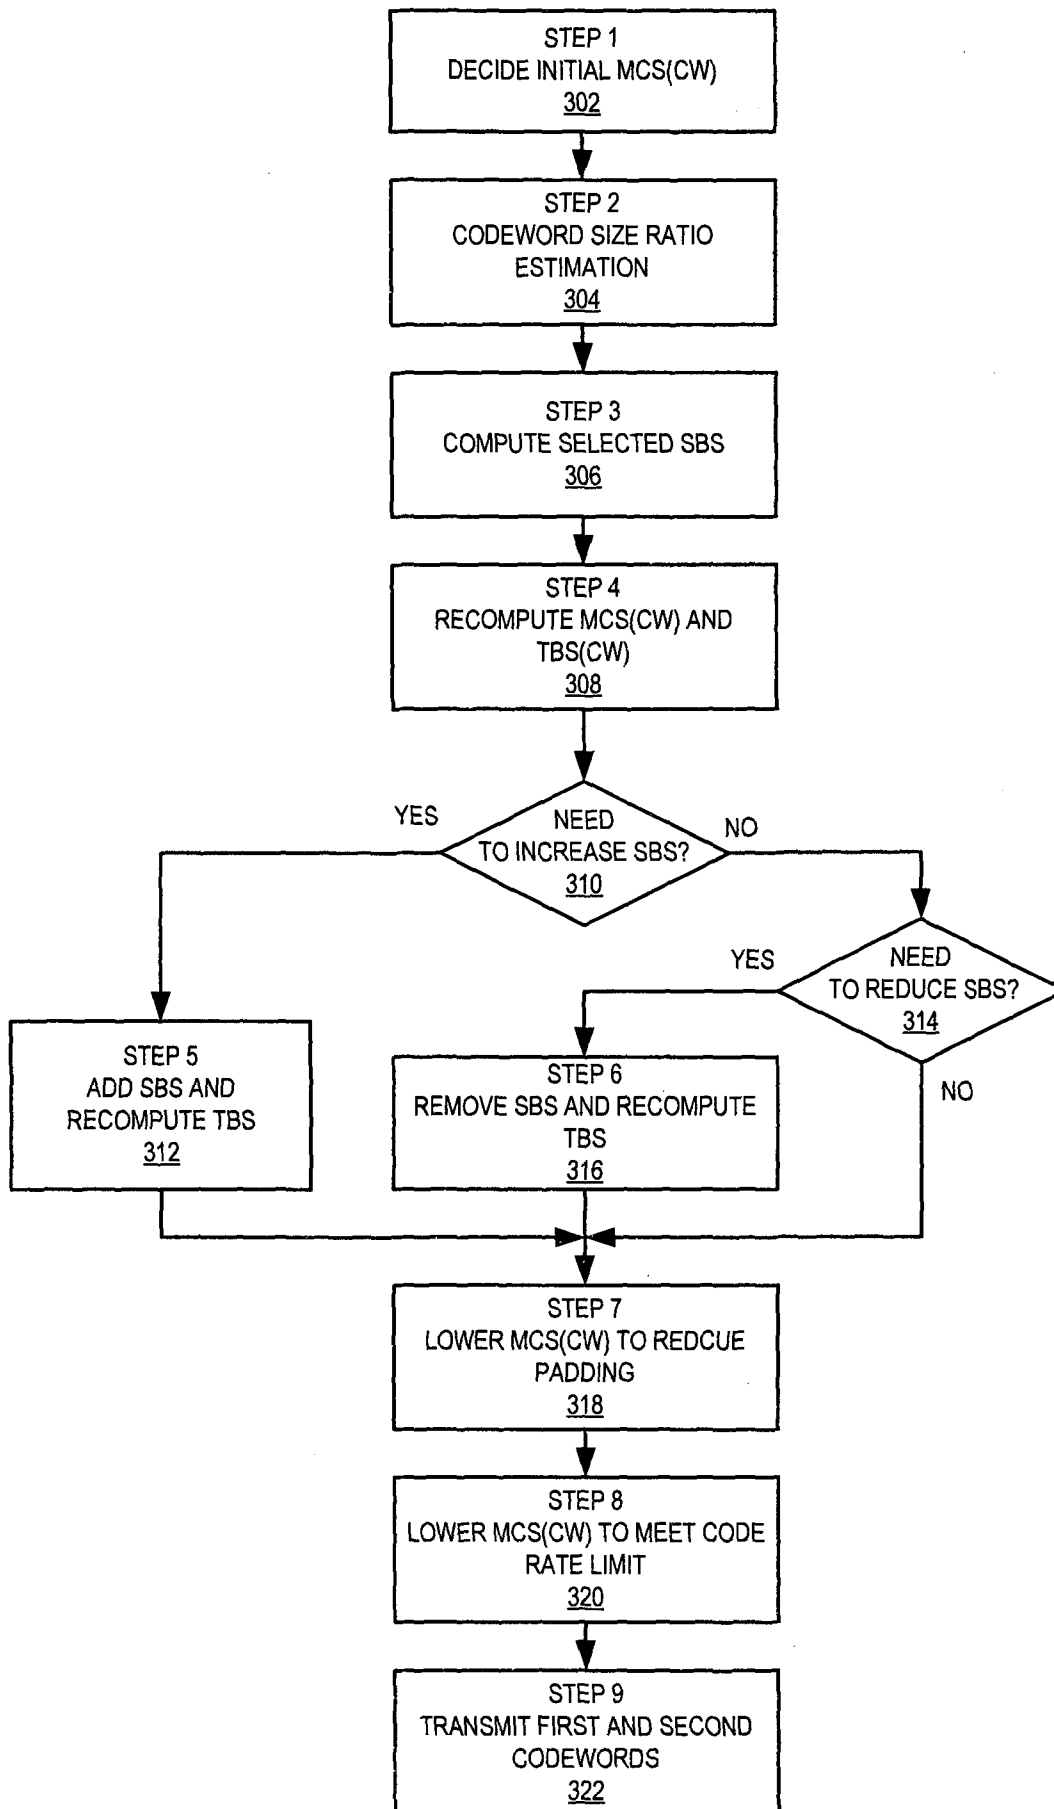 STEP 1
DECIDE INITIAL MCS(CW)
302
STEP 2
CODEWORD SIZE RATIO
ESTIMATION
304
STEP 3
COMPUTE SELECTED SBS
306
STEP 4
RECOMPUTE MCS(CW) AND
TBS(CW)
308
YES
NEED
TO INCREASE SBS?
310
NO
YES
NEED
TO REDUCE SBS?
314
NO
STEP 5
ADD SBS AND
RECOMPUTE TBS
312
STEP 6
REMOVE SBS AND RECOMPUTE
TBS
316
STEP 7
LOWER MCS(CW) TO REDCUE
PADDING
318
STEP 8
LOWER MCS(CW) TO MEET CODE
RATE LIMIT
320
STEP 9
TRANSMIT FIRST AND SECOND
CODEWORDS
322